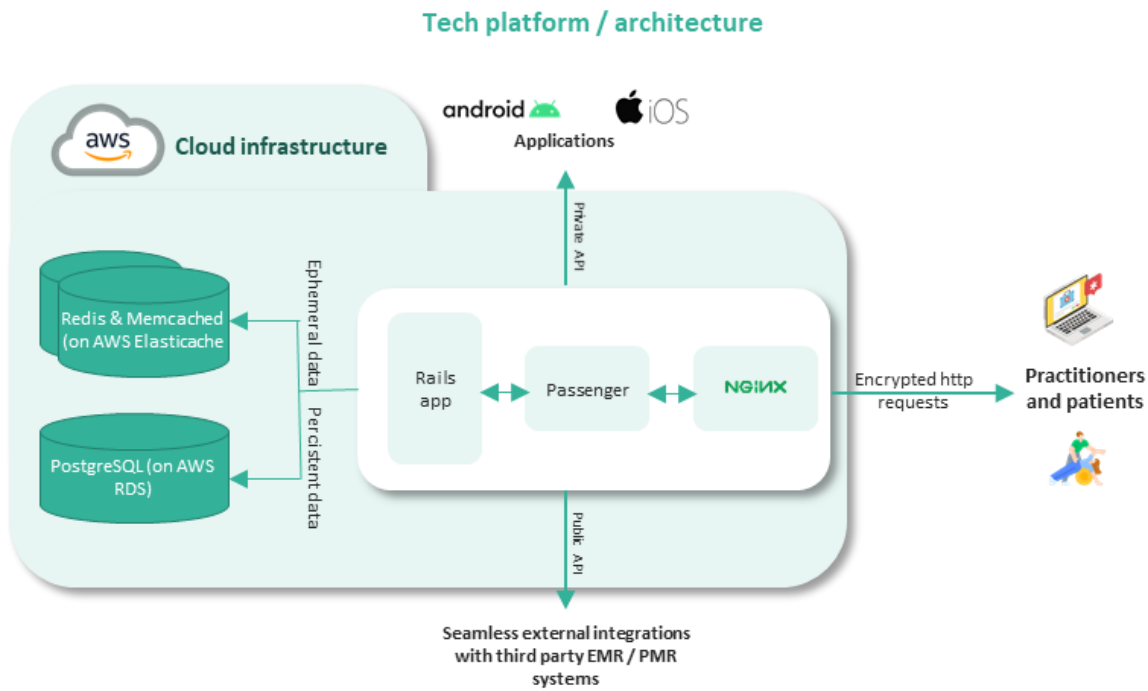 Tech platform / architecture
android
iOS
Applications
aws
Cloud infrastructure
Private API
Ephemeral data
Redis & Memcached
(on AWS Elasticache
Rails
app
Passenger
NGINX
Encrypted http
requests
Practitioners
and patients
Percistent data
PostgreSQL (on AWS
RDS)
Public API
Seamless external integrations
with third party EMR / PMR
systems